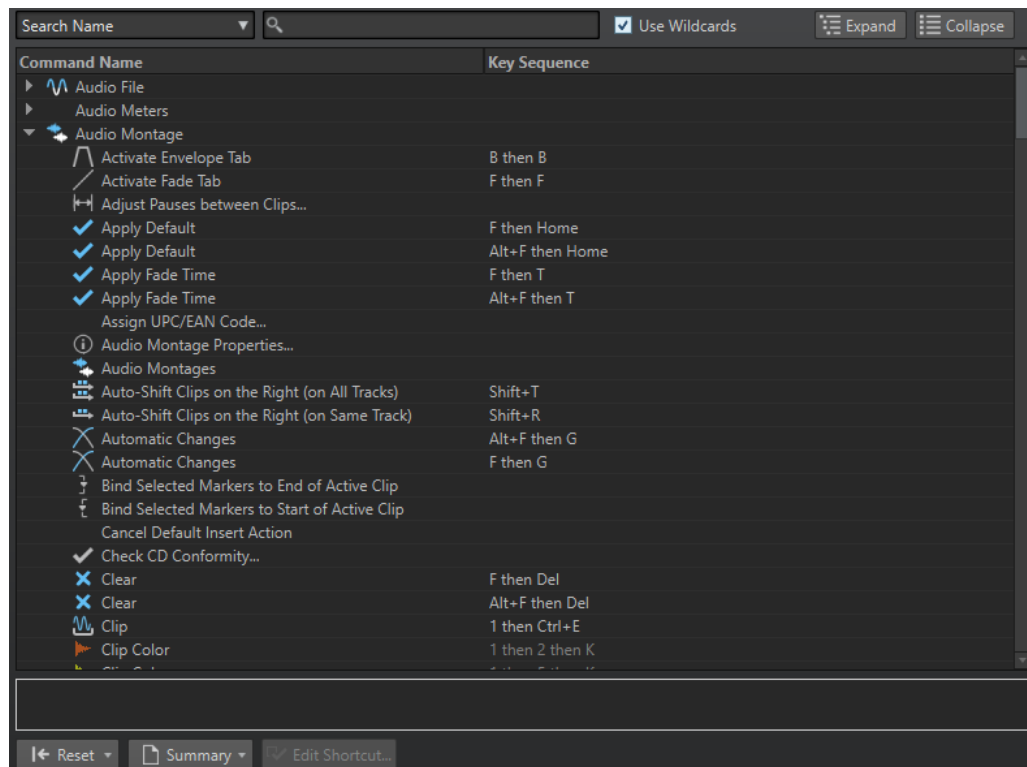 Search Name Use Wildcards Expand Collapse
Command Name Key Sequence
Audio File
Audio Meters
Audio Montage
Activate Envelope Tab B then B
Activate Fade Tab F then F
Adjust Pauses between Clips...
Apply Default F then Home
Apply Default Alt+F then Home
Apply Fade Time F then T
Apply Fade Time Alt+F then T
Assign UPC/EAN Code...
Audio Montage Properties...
Audio Montages
Auto-Shift Clips on the Right (on All Tracks) Shift+T
Auto-Shift Clips on the Right (on Same Track) Shift+R
Automatic Changes Alt+F then G
Automatic Changes F then G
Bind Selected Markers to End of Active Clip
Bind Selected Markers to Start of Active Clip
Cancel Default Insert Action
Check CD Conformity...
Clear F then Del
Clear Alt+F then Del
Clip 1 then Ctrl+E
Clip Color 1 then 2 then K
Reset Summary Edit Shortcut...